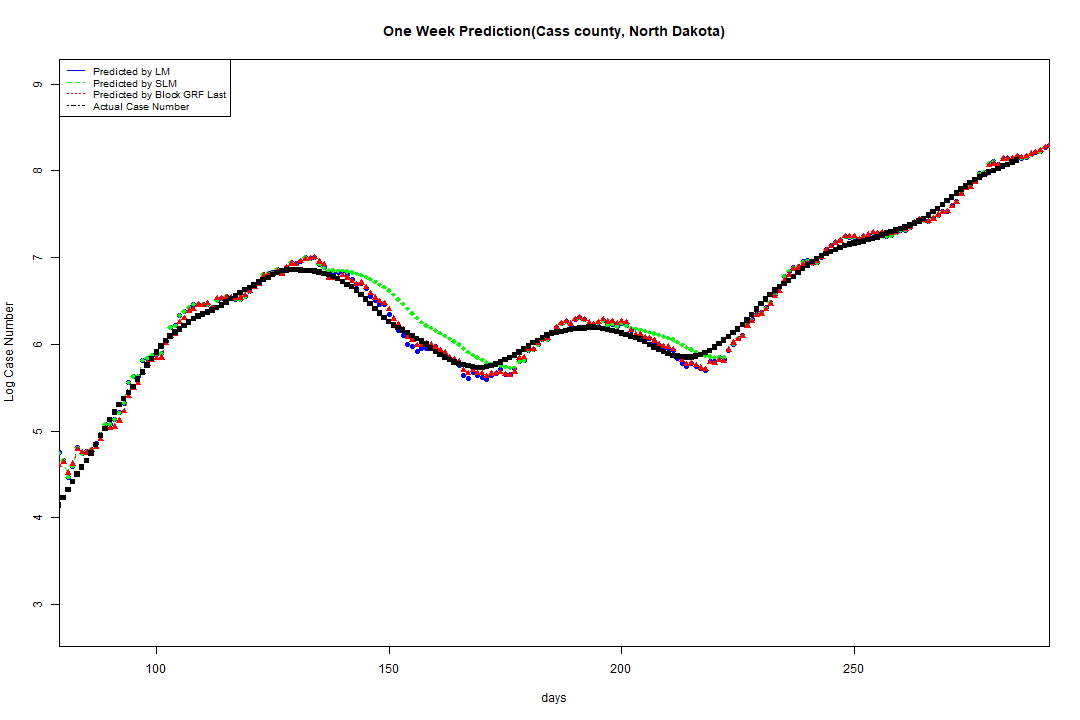 One Week Prediction(Cass county, North Dakota)
Predicted by LM
Predicted by SLM
Predicted by Block GRF Last
Actual Case Number
9
8
7
6
5
4
3
Log Case Number
100 150 200 250
days